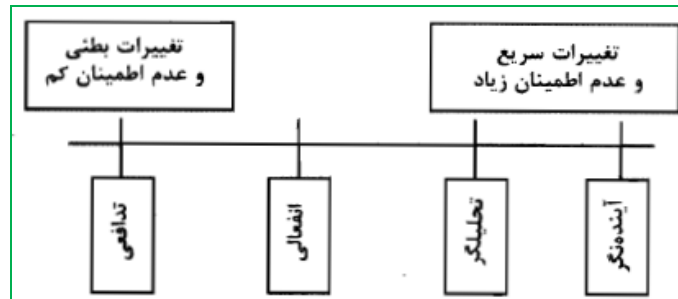 تغییرات سریع
و عدم اطمینان زیاد
تغییرات بطئی
و عدم اطمینان کم
آینده‌نگر
تحلیلگر
انفعالی
تدافعی